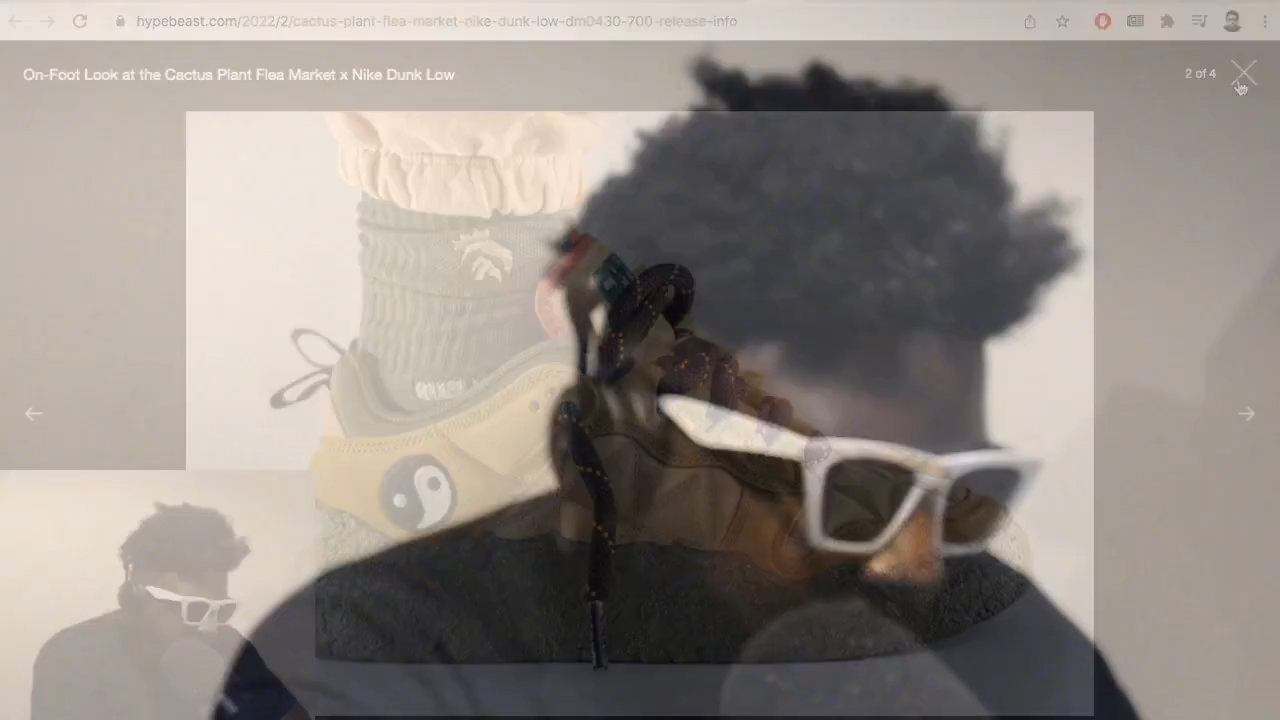 hypebeast.com/2022/2/cactus-plant-flea-market-nike-dunk-low-dm0430-700-release-info
On-Foot Look at the Cactus Plant Flea Market x Nike Dunk Low
2 of 4